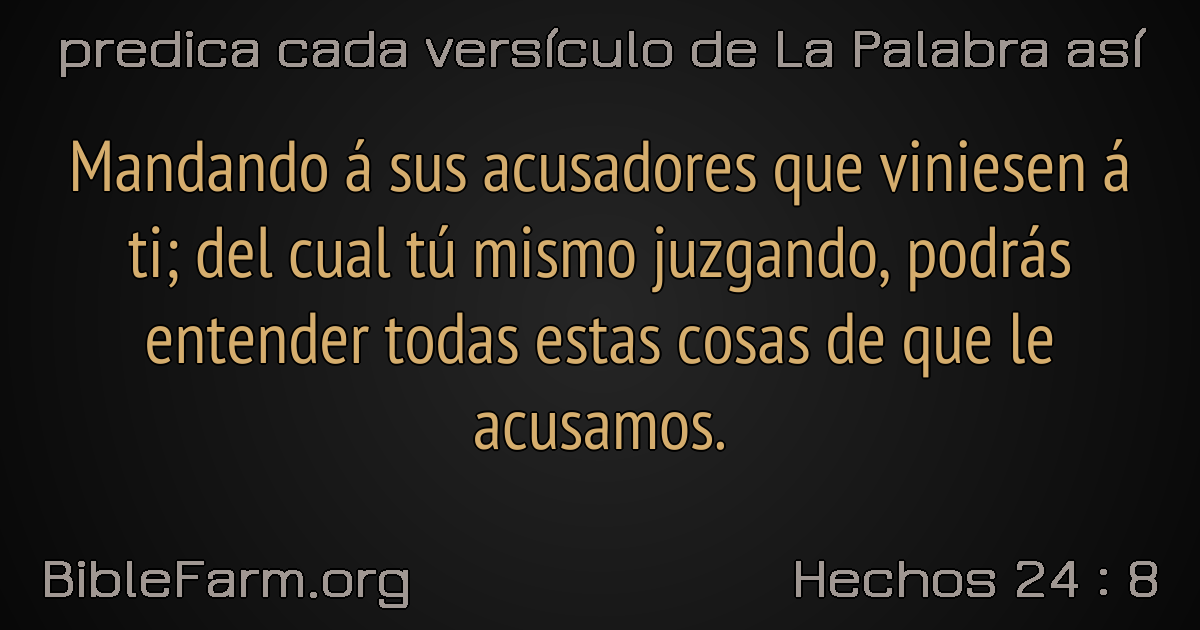 predica cada versículo de La Palabra así
Mandando á sus acusadores que viniesen á
ti; del cual tú mismo juzgando, podrás
entender todas estas cosas de que le
acusamos.
BibleFarm.org
Hechos 24 : 8